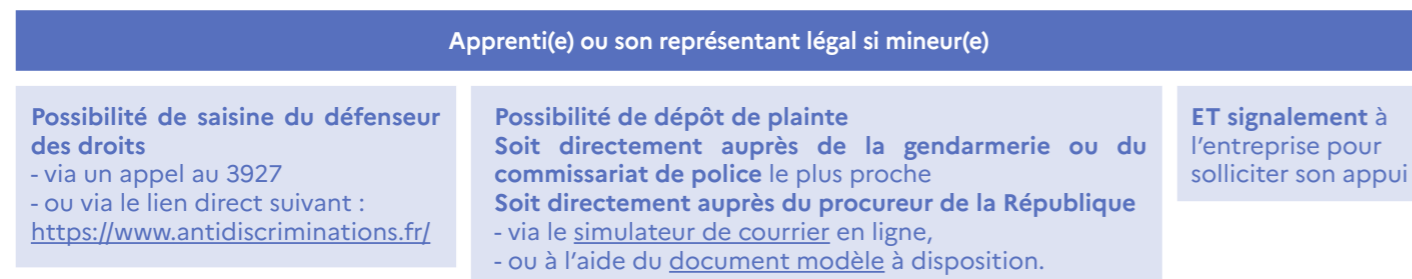 Apprenti(e) ou son représentant légal si mineur(e)
Possibilité de saisine du défenseur
des droits
- via un appel au 3927
- ou via le lien direct suivant :
https://www.antidiscriminations.fr/
Possibilité de dépôt de plainte
Soit directement auprès de la gendarmerie ou du
commissariat de police le plus proche
Soit directement auprès du procureur de la République
- via le simulateur de courrier en ligne,
- ou à l’aide du document modèle à disposition.
ET signalement à
l’entreprise pour
solliciter son appui